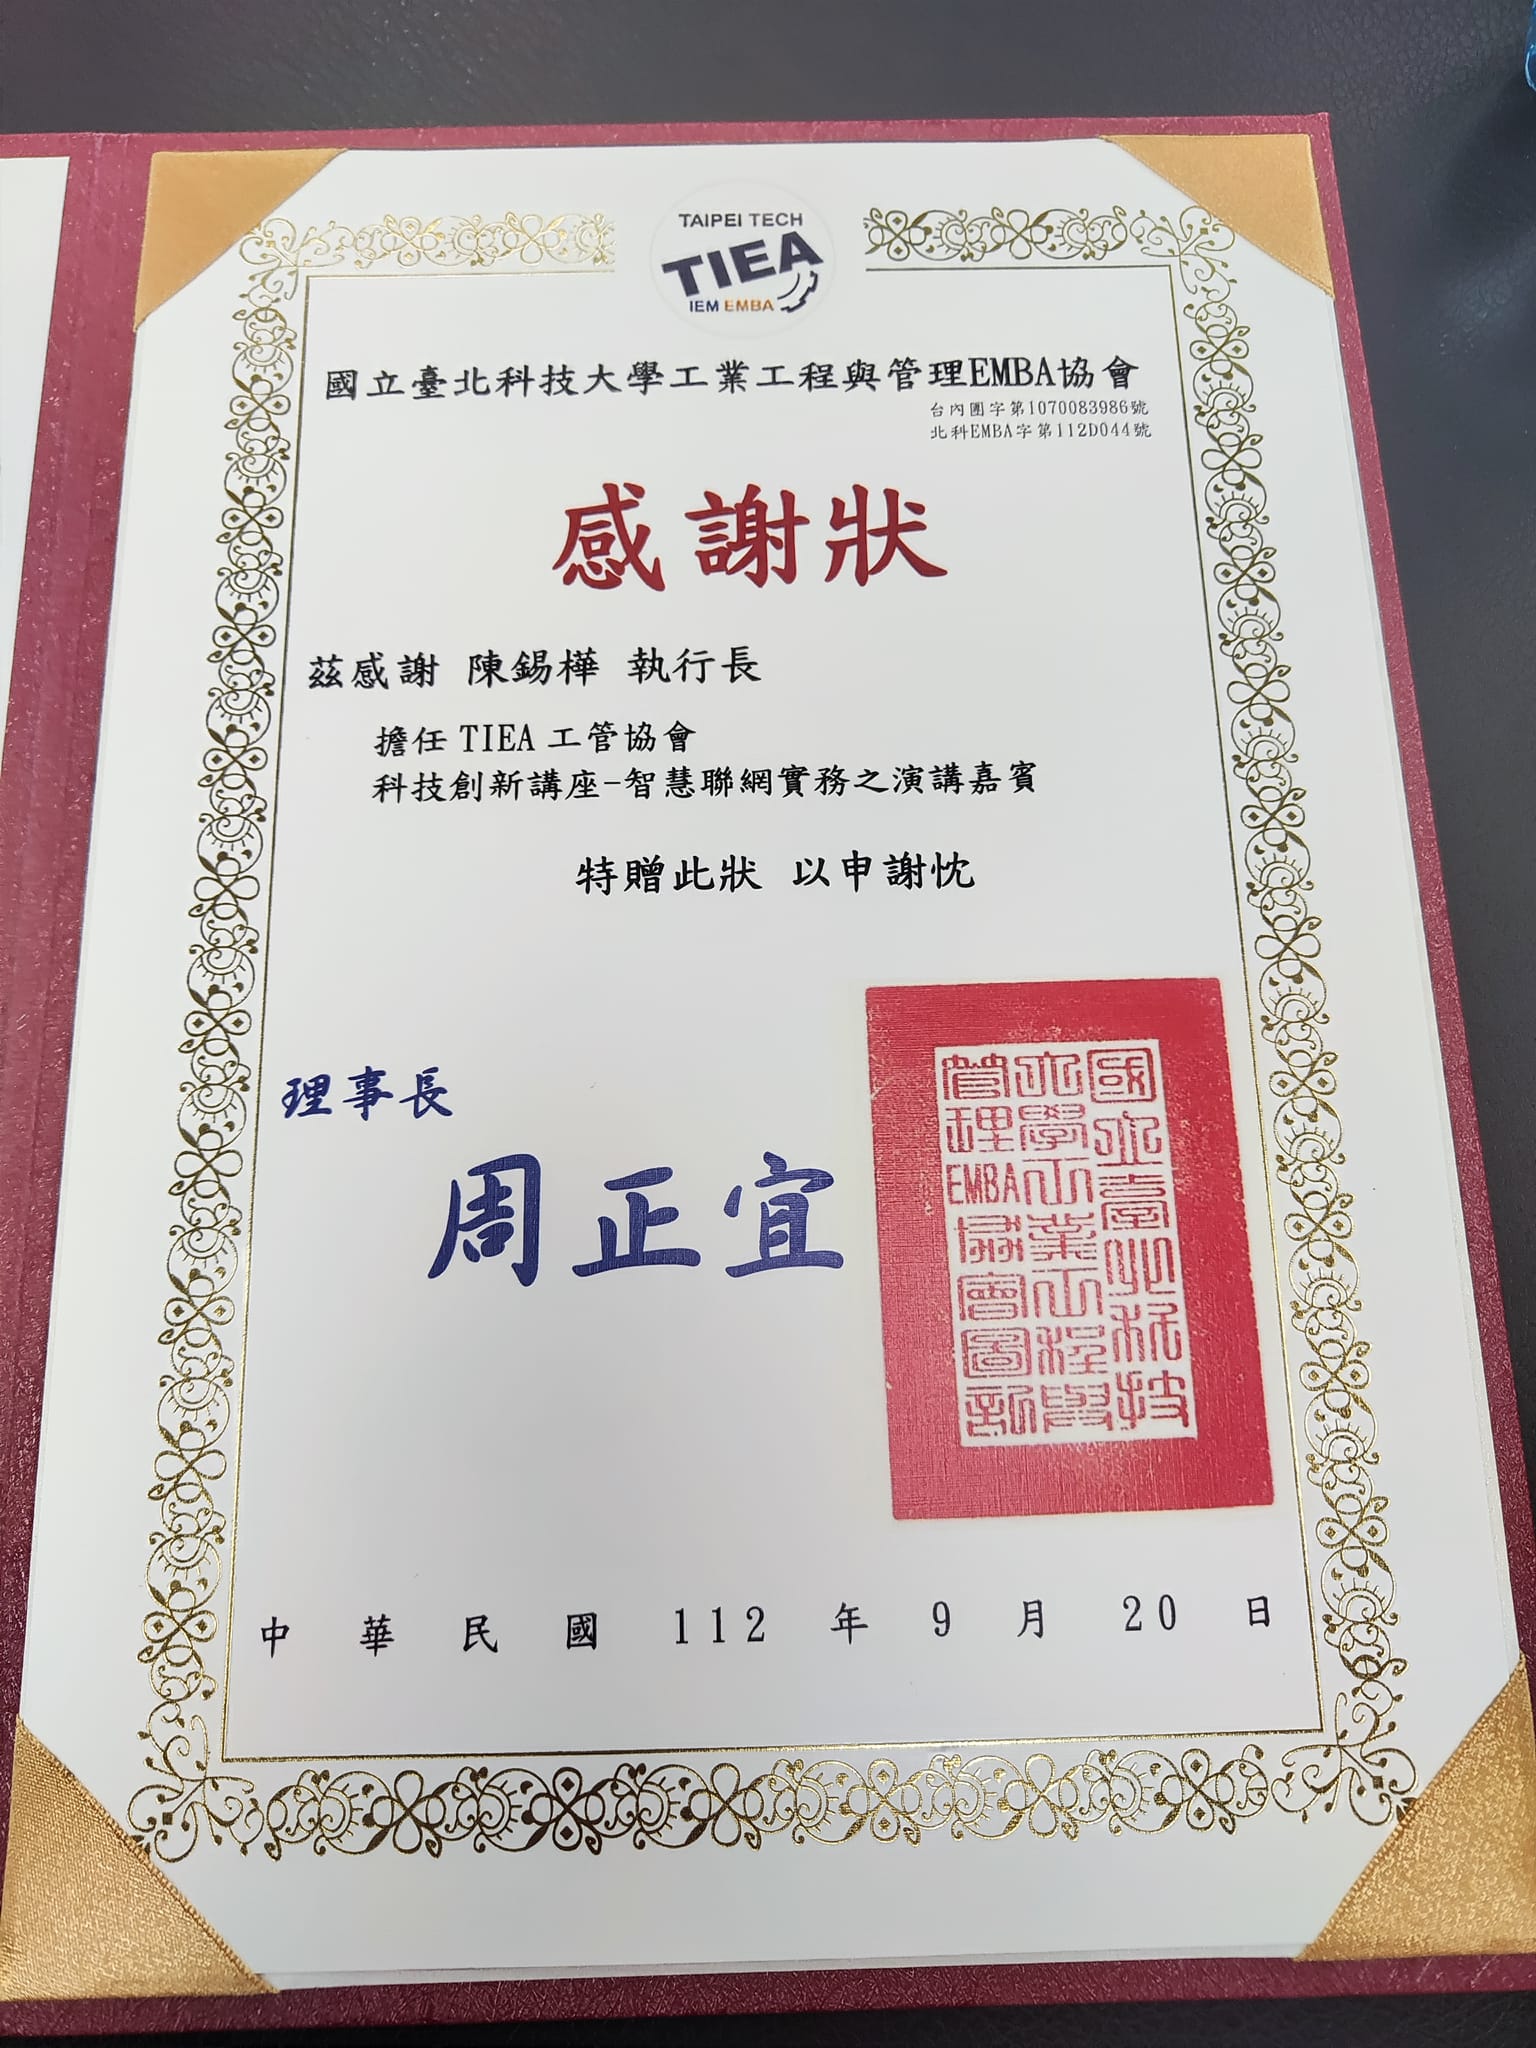 TAIPEI TECH
TIEA
IEM EMBA
國立臺北科技大學工業工程與管理EMBA協會
台內團字第1070083986號
北科EMBA字第112D044號
感謝狀
茲感謝 陳錫樺 執行長
擔任 TIEA 工管協會
科技創新講座-智慧聯網實務之演講嘉賓
特贈此狀 以申謝忱
理事長
周正宜
國立臺北科技
大學工業工程與
管理EMBA協會圖記
中華民國 112 年 9 月 20 日